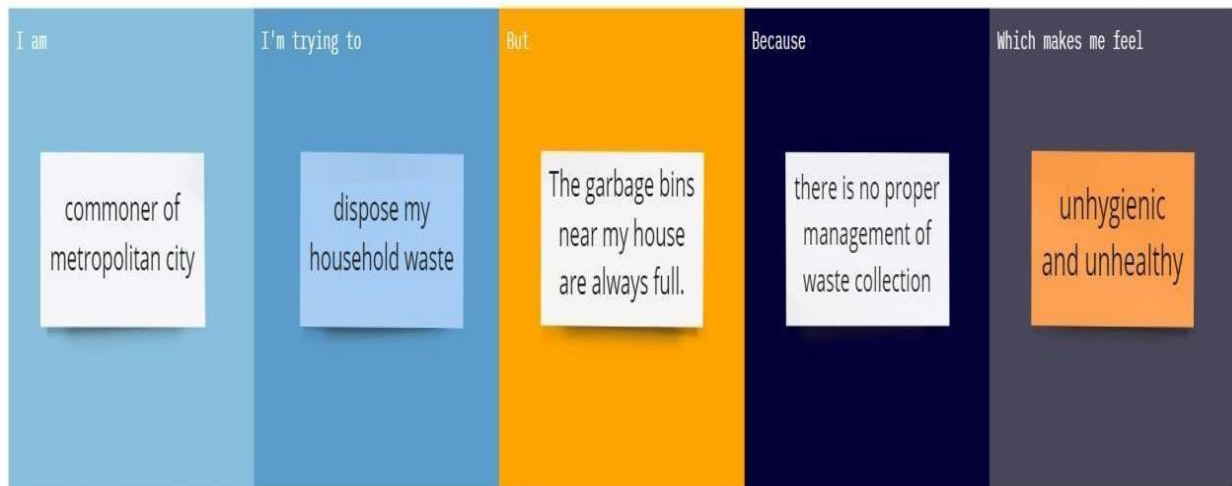 I am
commoner of
metropolitan city
I'm trying to
dispose my
household waste
But
The garbage bins
near my house
are always full.
Because
there is no proper
management of
waste collection
Which makes me feel
unhygienic
and unhealthy